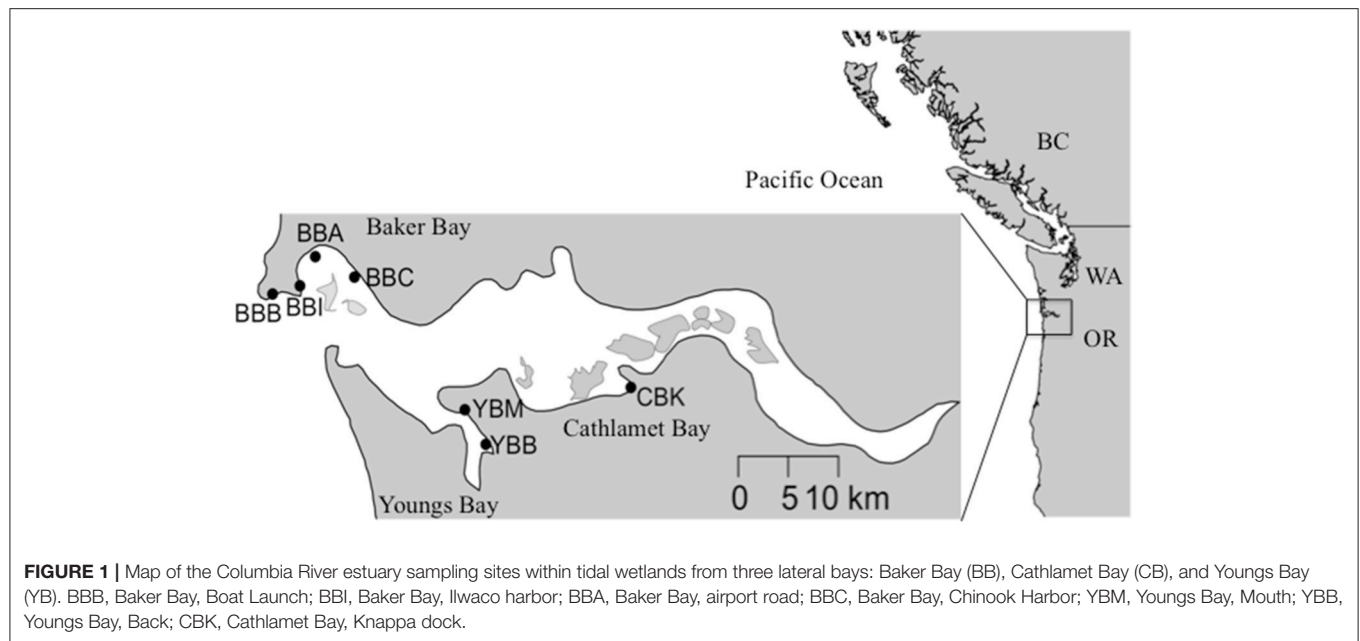 BC
Pacific Ocean
WA
OR
Baker Bay
BBA
BBC
BBB
BBI
YBM
CBK
YBB
Cathlamet Bay
Youngs Bay
0 5 10 km
FIGURE 1 | Map of the Columbia River estuary sampling sites within tidal wetlands from three lateral bays: Baker Bay (BB), Cathlamet Bay (CB), and Youngs Bay
(YB). BBB, Baker Bay, Boat Launch; BBI, Baker Bay, Ilwaco harbor; BBA, Baker Bay, airport road; BBC, Baker Bay, Chinook Harbor; YBM, Youngs Bay, Mouth; YBB,
Youngs Bay, Back; CBK, Cathlamet Bay, Knappa dock.